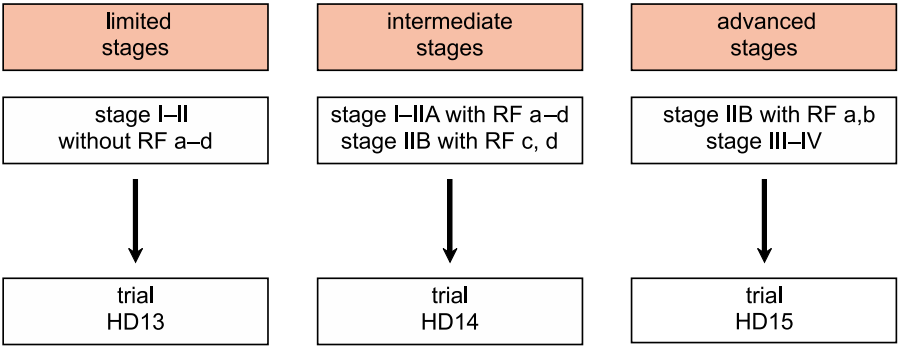 limited
stages
intermediate
stages
advanced
stages
stage I–II
without RF a–d
stage I–IIA with RF a–d
stage IIB with RF c, d
stage IIB with RF a,b
stage III–IV
trial
HD13
trial
HD14
trial
HD15